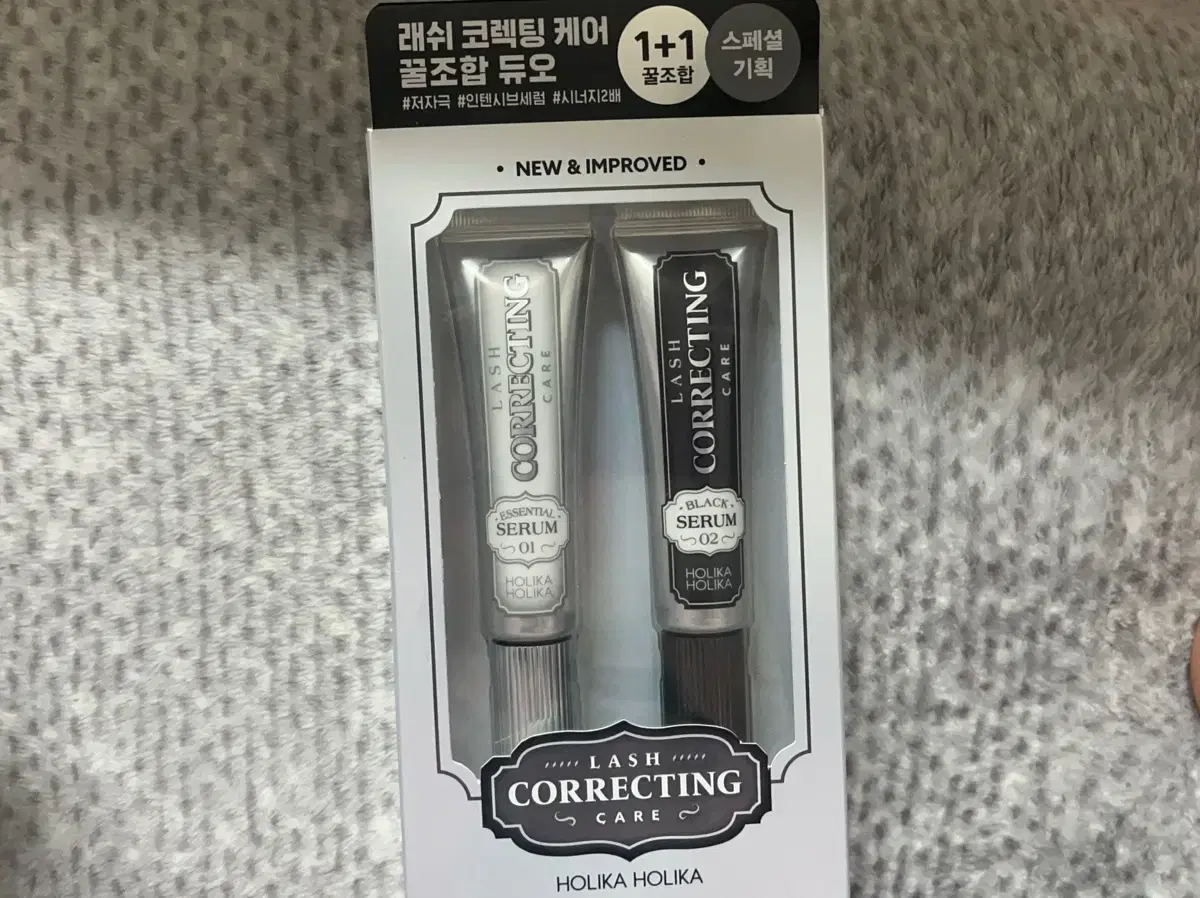 래쉬 코렉팅 케어
꿀조합 듀오
#저자극 #인텐시브세럼 #시너지2배
1+1
꿀조합
스페셜
기획
• NEW & IMPROVED •
LASH
CORRECTING
CARE
ESSENTIAL
SERUM
01
HOLIKA
HOLIKA
LASH
CORRECTING
CARE
BLACK
SERUM
02
HOLIKA
HOLIKA
LASH
CORRECTING
CARE
HOLIKA HOLIKA